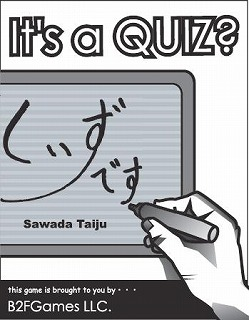 It's a QUIZ?
くいず
です
Sawada Taiju
this game is brought to you by ・・・
B2FGames LLC.